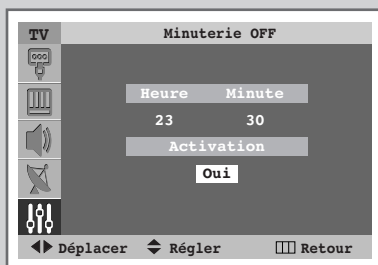 TV Minuterie OFF
Heure Minute
23 30
Activation
Oui
Déplacer Régler Retour